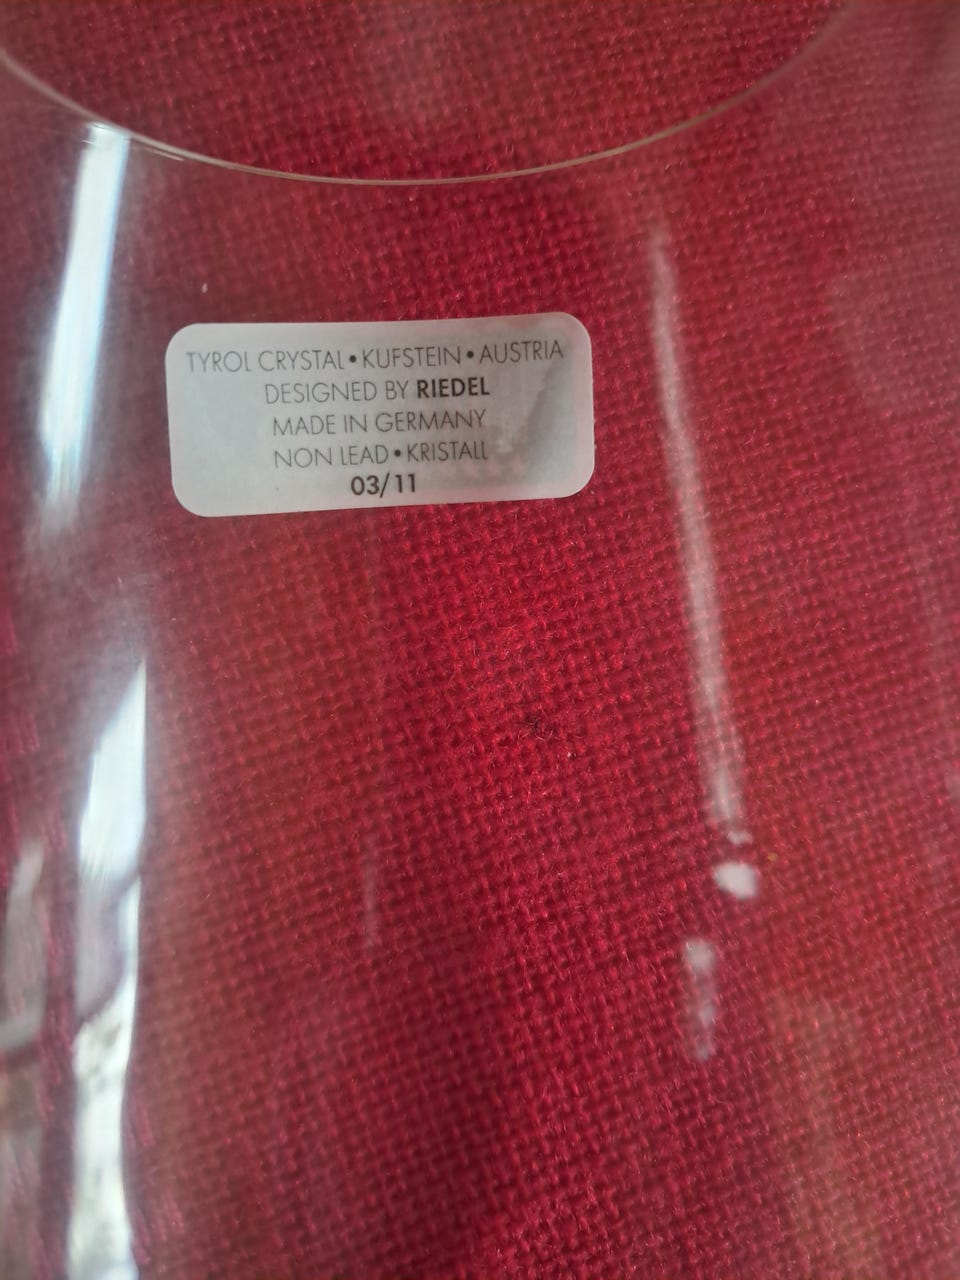 TYROL CRYSTAL • KUFSTEIN • AUSTRIA
DESIGNED BY RIEDEL
MADE IN GERMANY
NON LEAD • KRISTALL
03/11